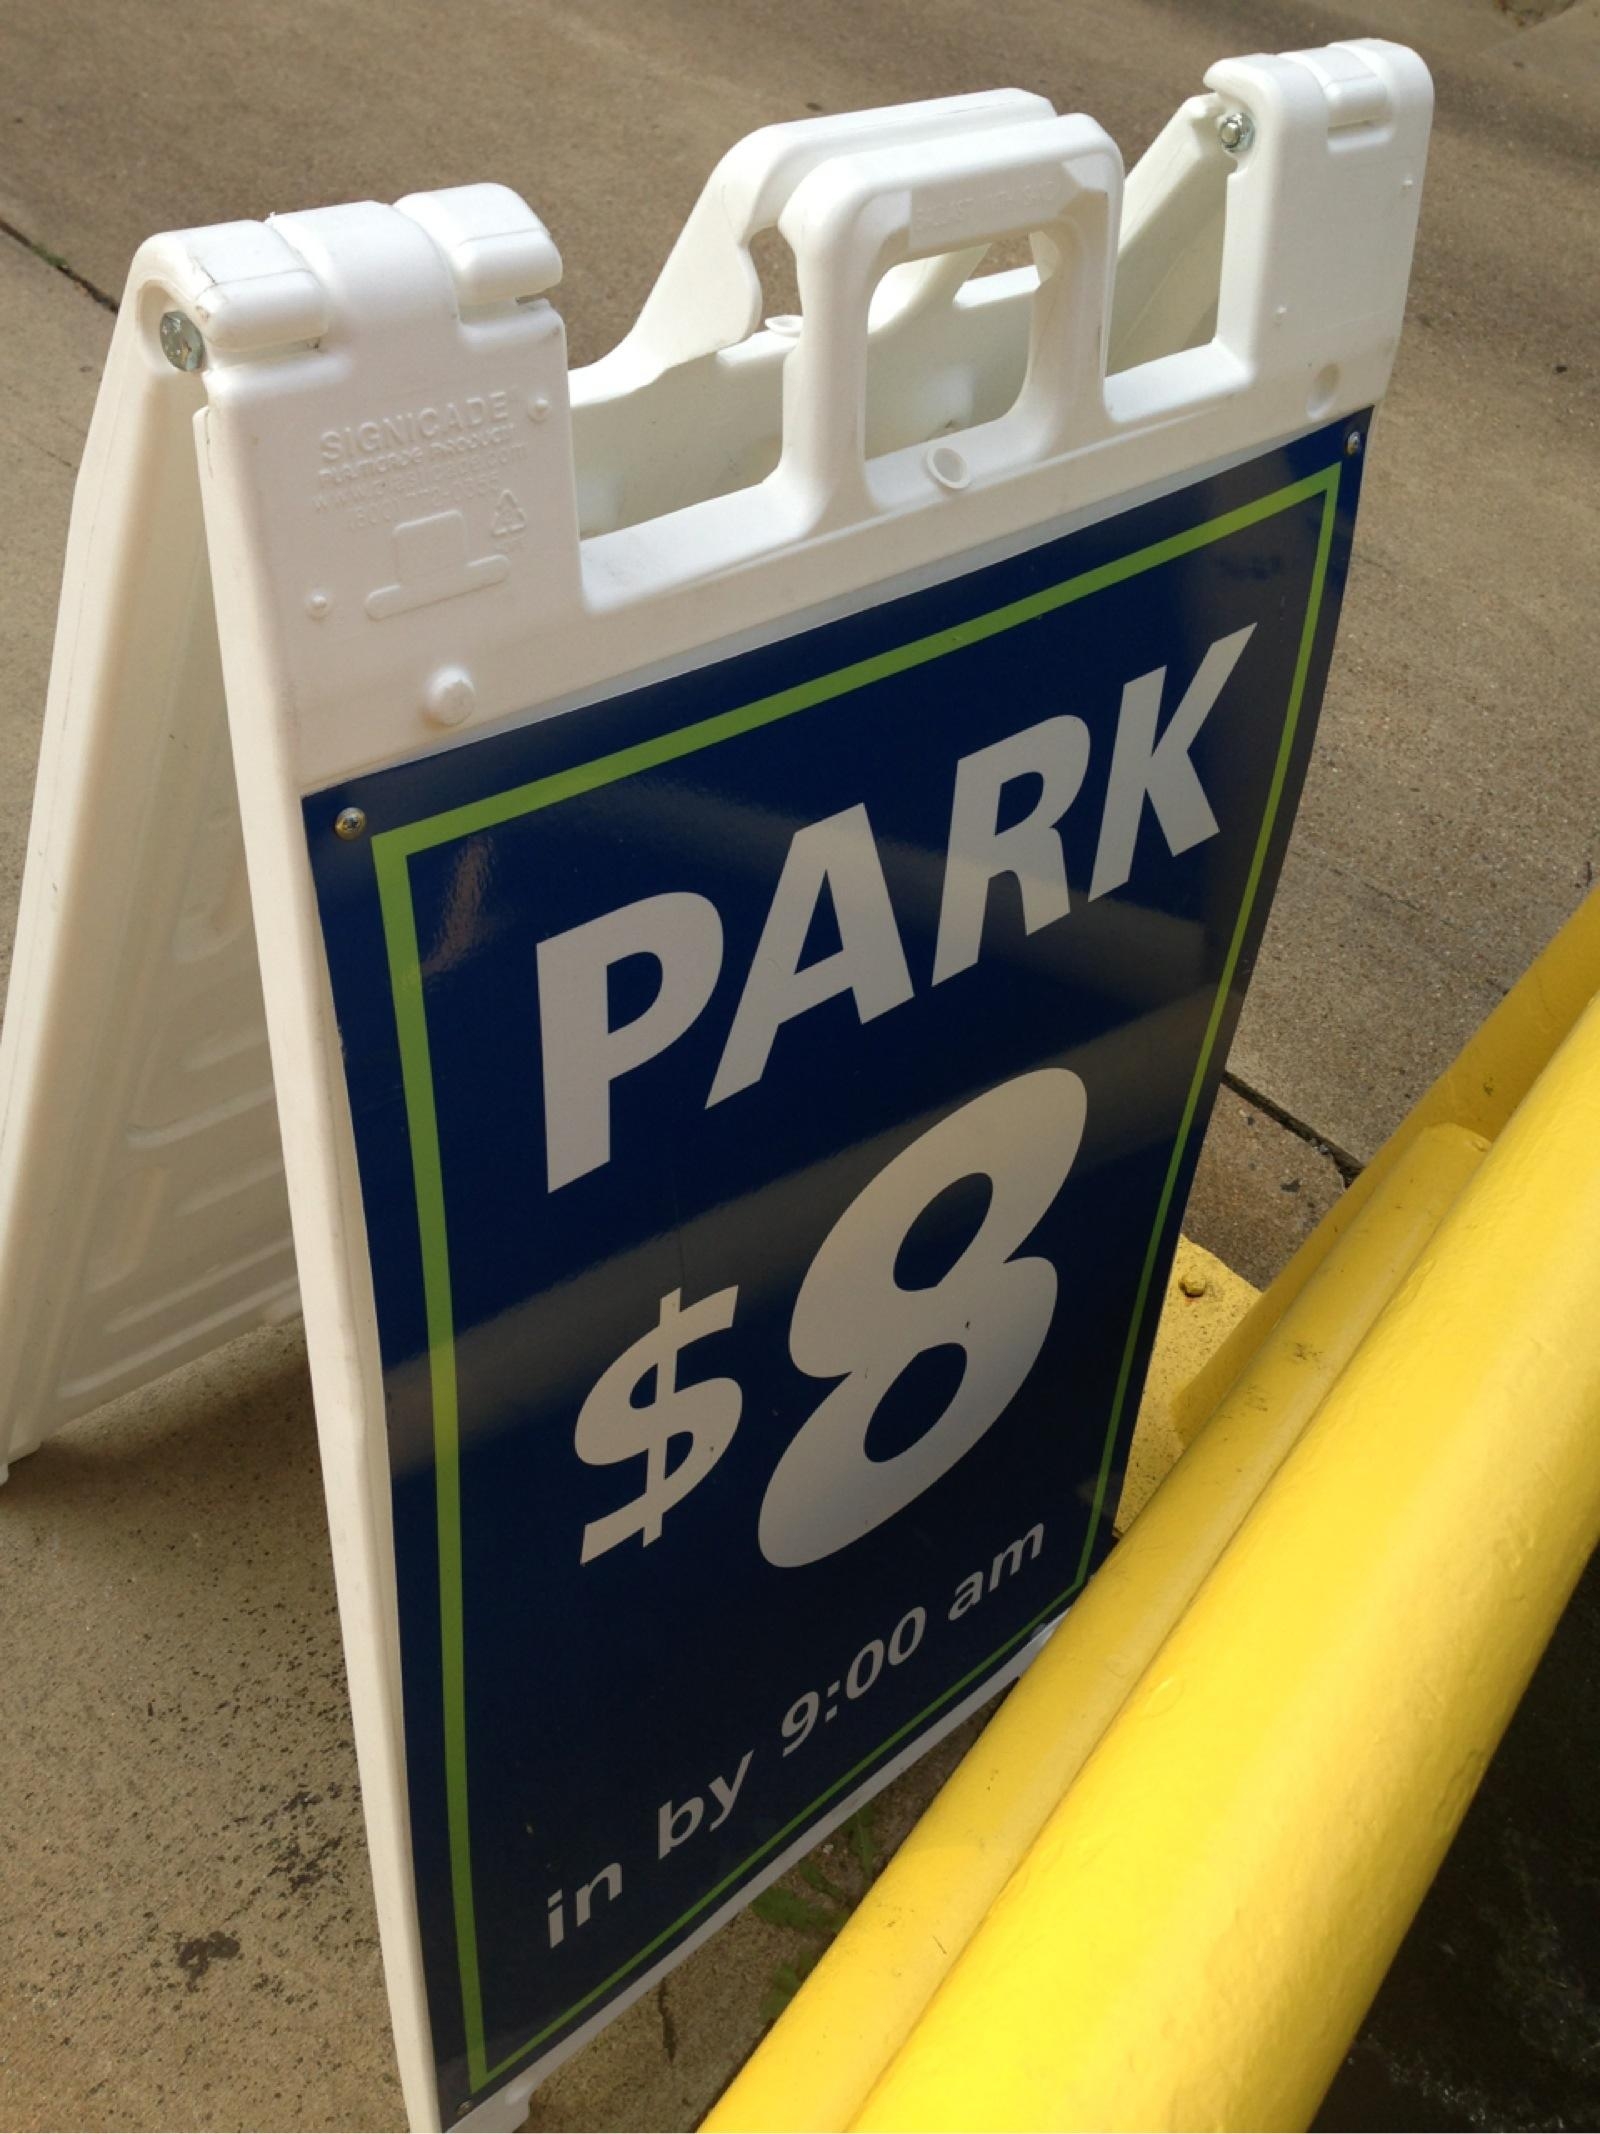 SIGNICADE
PARK
$8
in by 9:00 am